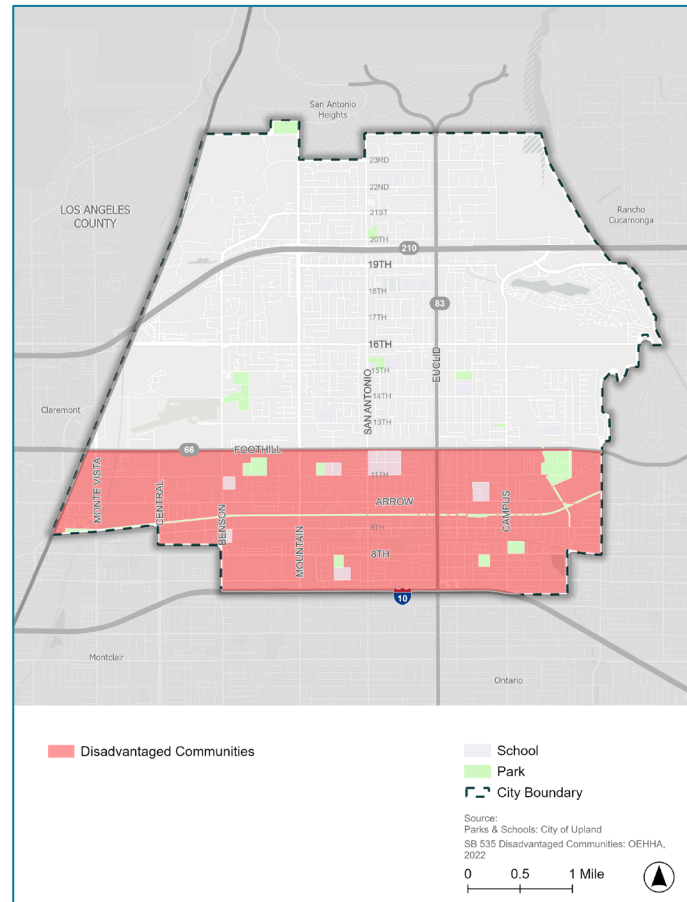 San Antonio
Heights
23RD
22ND
LOS ANGELES
COUNTY
21ST
Rancho
Cucamonga
20TH
210
19TH
18TH
83
17TH
16TH
EUCLID
15TH
SAN ANTONIO
14TH
Claremont
13TH
66
FOOTHILL
MONTE VISTA
11TH
CENTRAL
ARROW
CAMPUS
BENSON
9TH
MOUNTAIN
8TH
10
Montclair
Ontario
Disadvantaged Communities
School
Park
City Boundary
Source:
Parks & Schools: City of Upland
SB 535 Disadvantaged Communities: OEHHA,
2022
0 0.5 1 Mile